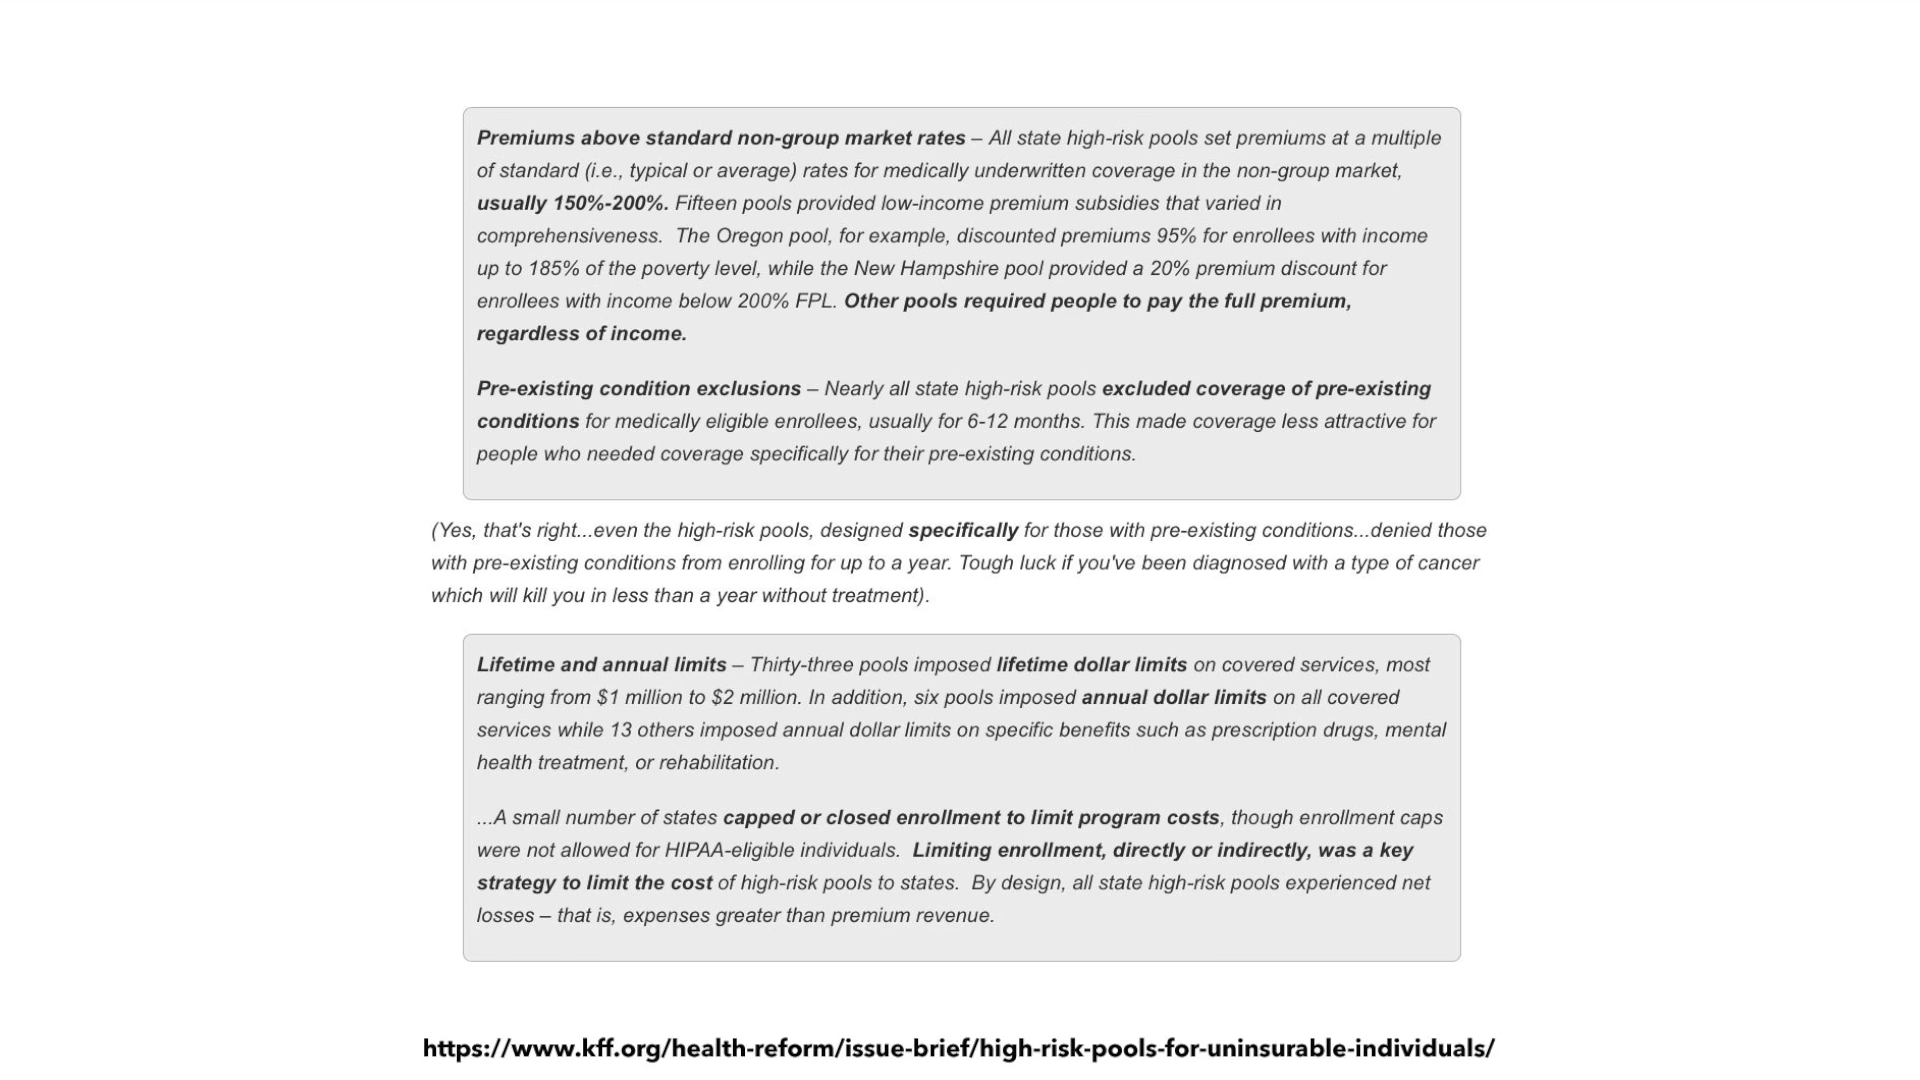 Premiums above standard non-group market rates – All state high-risk pools set premiums at a multiple
of standard (i.e., typical or average) rates for medically underwritten coverage in the non-group market,
usually 150%-200%. Fifteen pools provided low-income premium subsidies that varied in
comprehensiveness.  The Oregon pool, for example, discounted premiums 95% for enrollees with income
up to 185% of the poverty level, while the New Hampshire pool provided a 20% premium discount for
enrollees with income below 200% FPL. Other pools required people to pay the full premium,
regardless of income.
Pre-existing condition exclusions – Nearly all state high-risk pools excluded coverage of pre-existing
conditions for medically eligible enrollees, usually for 6-12 months. This made coverage less attractive for
people who needed coverage specifically for their pre-existing conditions.
(Yes, that's right...even the high-risk pools, designed specifically for those with pre-existing conditions...denied those
with pre-existing conditions from enrolling for up to a year. Tough luck if you've been diagnosed with a type of cancer
which will kill you in less than a year without treatment).
Lifetime and annual limits – Thirty-three pools imposed lifetime dollar limits on covered services, most
ranging from $1 million to $2 million. In addition, six pools imposed annual dollar limits on all covered
services while 13 others imposed annual dollar limits on specific benefits such as prescription drugs, mental
health treatment, or rehabilitation.
...A small number of states capped or closed enrollment to limit program costs, though enrollment caps
were not allowed for HIPAA-eligible individuals.  Limiting enrollment, directly or indirectly, was a key
strategy to limit the cost of high-risk pools to states.  By design, all state high-risk pools experienced net
losses – that is, expenses greater than premium revenue.
https://www.kff.org/health-reform/issue-brief/high-risk-pools-for-uninsurable-individuals/